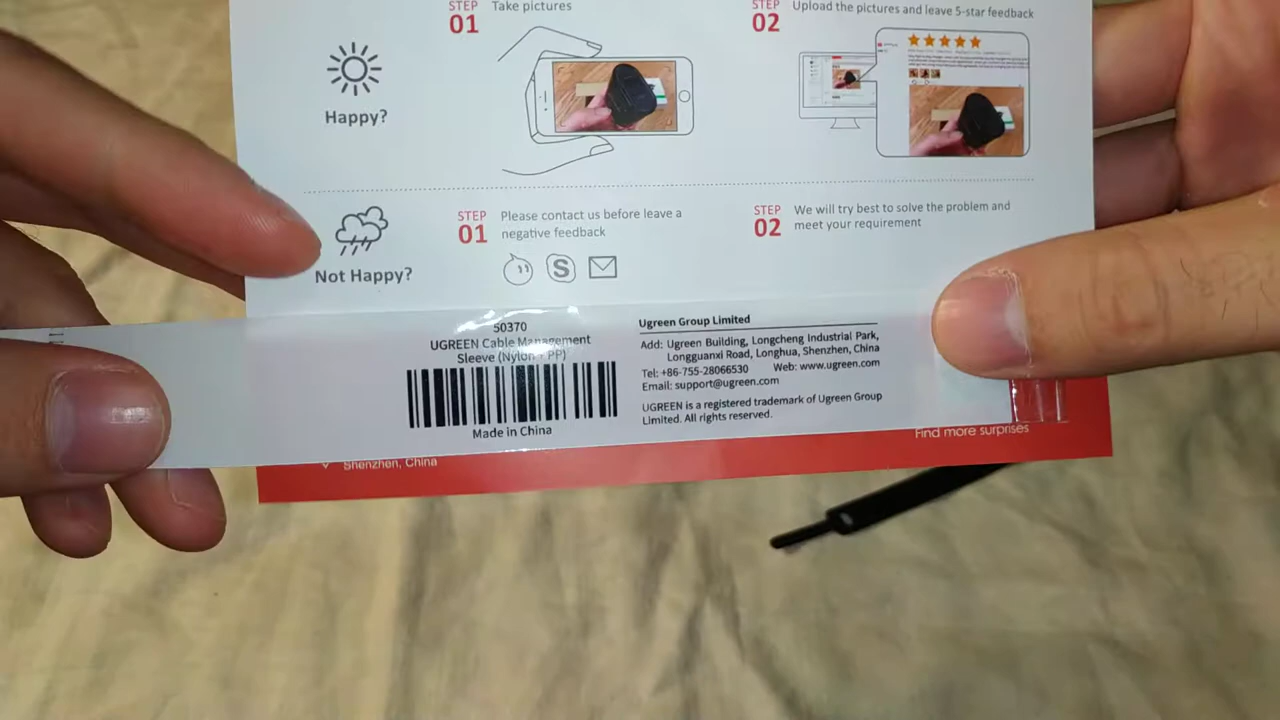 STEP
01
Take pictures
STEP
02
Upload the pictures and leave 5-star feedback
Happy?
STEP
01
Please contact us before leave a
negative feedback
STEP
02
We will try best to solve the problem and
meet your requirement
Not Happy?
50370
UGREEN Cable Management
Sleeve (Nylon + PP)
Made in China
Ugreen Group Limited
Add: Ugreen Building, Longcheng Industrial Park,
Longguanxi Road, Longhua, Shenzhen, China
Tel: +86-755-28066530 Web: www.ugreen.com
Email: support@ugreen.com
UGREEN is a registered trademark of Ugreen Group
Limited. All rights reserved.
Shenzhen, China
Find more surprises